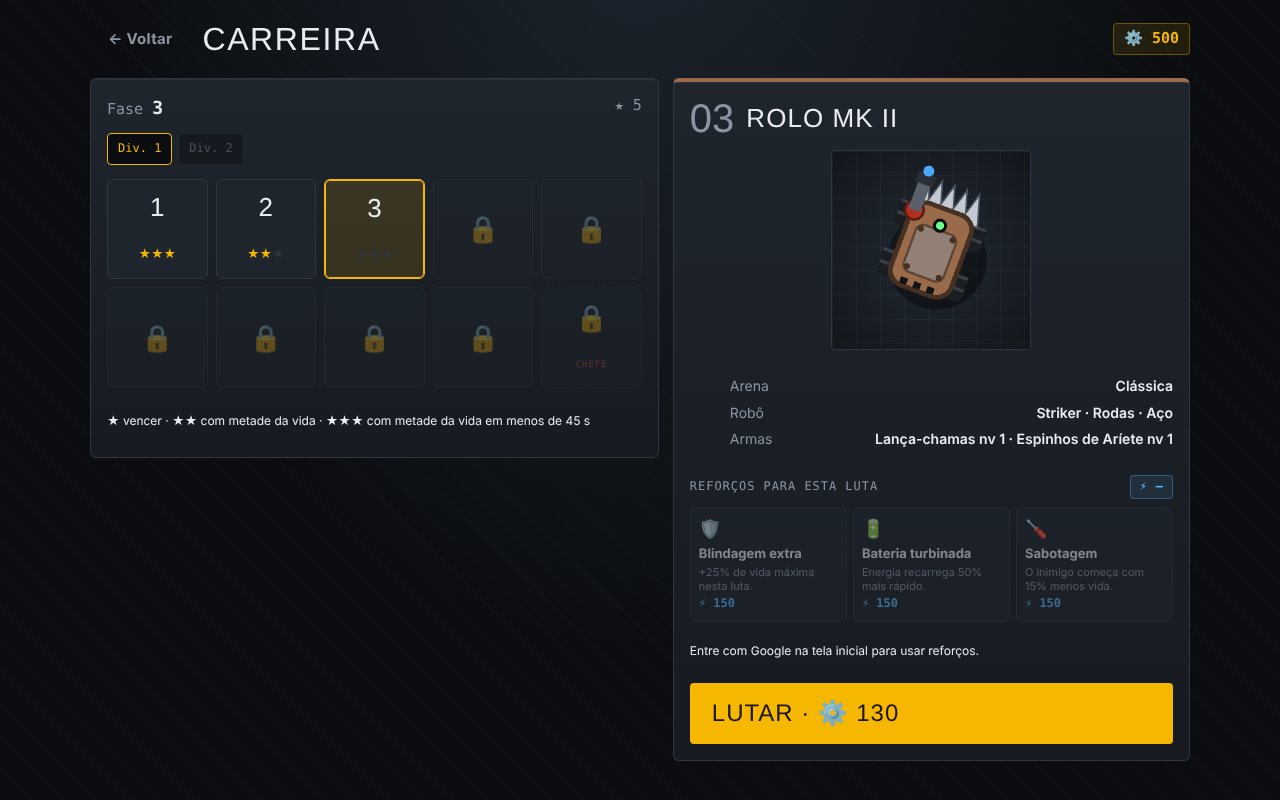 ← Voltar
CARREIRA
⚙️ 500
Fase 3
★ 5
Div. 1
Div. 2
1
★★★
2
★★★
3
★★★
CHEFE
★ vencer · ★★ com metade da vida · ★★★ com metade da vida em menos de 45 s
03 ROLO MK II
Arena Clássica
Robô Striker · Rodas · Aço
Armas Lança-chamas nv 1 · Espinhos de Aríete nv 1
REFORÇOS PARA ESTA LUTA
⚡ —
Blindagem extra
+25% de vida máxima
nesta luta.
⚡ 150
Bateria turbinada
Energia recarrega 50%
mais rápido.
⚡ 150
Sabotagem
O inimigo começa com
15% menos vida.
⚡ 150
Entre com Google na tela inicial para usar reforços.
LUTAR · ⚙️ 130